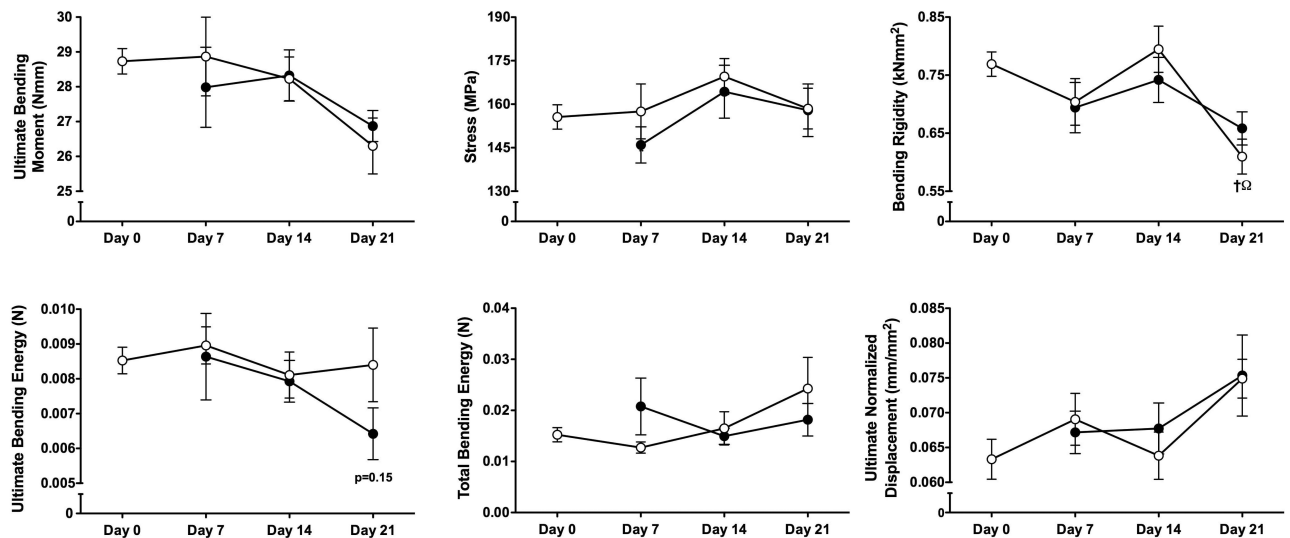 Ultimate Bending
Moment (Nmm)
30
29
28
27
26
25
0
Day 0 Day 7 Day 14 Day 21
Stress (MPa)
190
175
160
145
130
0
Day 0 Day 7 Day 14 Day 21
Bending Rigidity (kNmm²)
0.85
0.75
0.65
0.55
0
†Ω
Day 0 Day 7 Day 14 Day 21
Ultimate Bending Energy (N)
0.010
0.009
0.008
0.007
0.006
0.005
0
p=0.15
Day 0 Day 7 Day 14 Day 21
Total Bending Energy (N)
0.04
0.03
0.02
0.01
0.00
Day 0 Day 7 Day 14 Day 21
Ultimate Normalized
Displacement (mm/mm²)
0.085
0.080
0.075
0.070
0.065
0.060
0
Day 0 Day 7 Day 14 Day 21